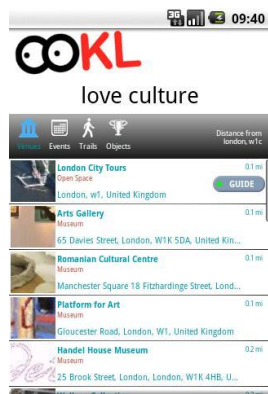 3G 09:40
OOKL
love culture
Venues Events Trails Objects
Distance from
london, w1c
London City Tours 0.1 mi
Open Space
GUIDE
London, w1, United Kingdom
Arts Gallery 0.1 mi
Museum
65 Davies Street, London, W1K 5DA, United Kin...
Romanian Cultural Centre 0.1 mi
Museum
Manchester Square 18 Fitzhardinge Street, Lond...
Platform for Art 0.1 mi
Museum
Gloucester Road, London, W1, United Kingdom
Handel House Museum 0.2 mi
Museum
25 Brook Street, London, London, W1K 4HB, U...